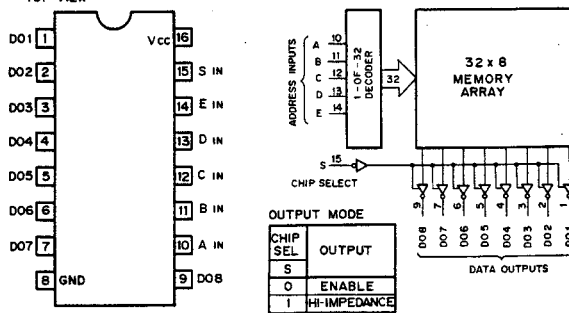 TOP VIEW
DO1 1
VCC 16
DO2 2
15 S IN
DO3 3
14 E IN
DO4 4
13 D IN
DO5 5
12 C IN
DO6 6
11 B IN
DO7 7
10 A IN
8 GND
9 DO8
ADDRESS INPUTS
A 10
B 11
C 12
D 13
E 14
1-OF-32
DECODER
32
32 x 8
MEMORY
ARRAY
S 15
CHIP SELECT
9 7 6 5 4 3 2 1
DO8 DO7 DO6 DO5 DO4 DO3 DO2 DO1
DATA OUTPUTS
OUTPUT MODE
CHIP SEL OUTPUT
S
0 ENABLE
1 HI-IMPEDANCE